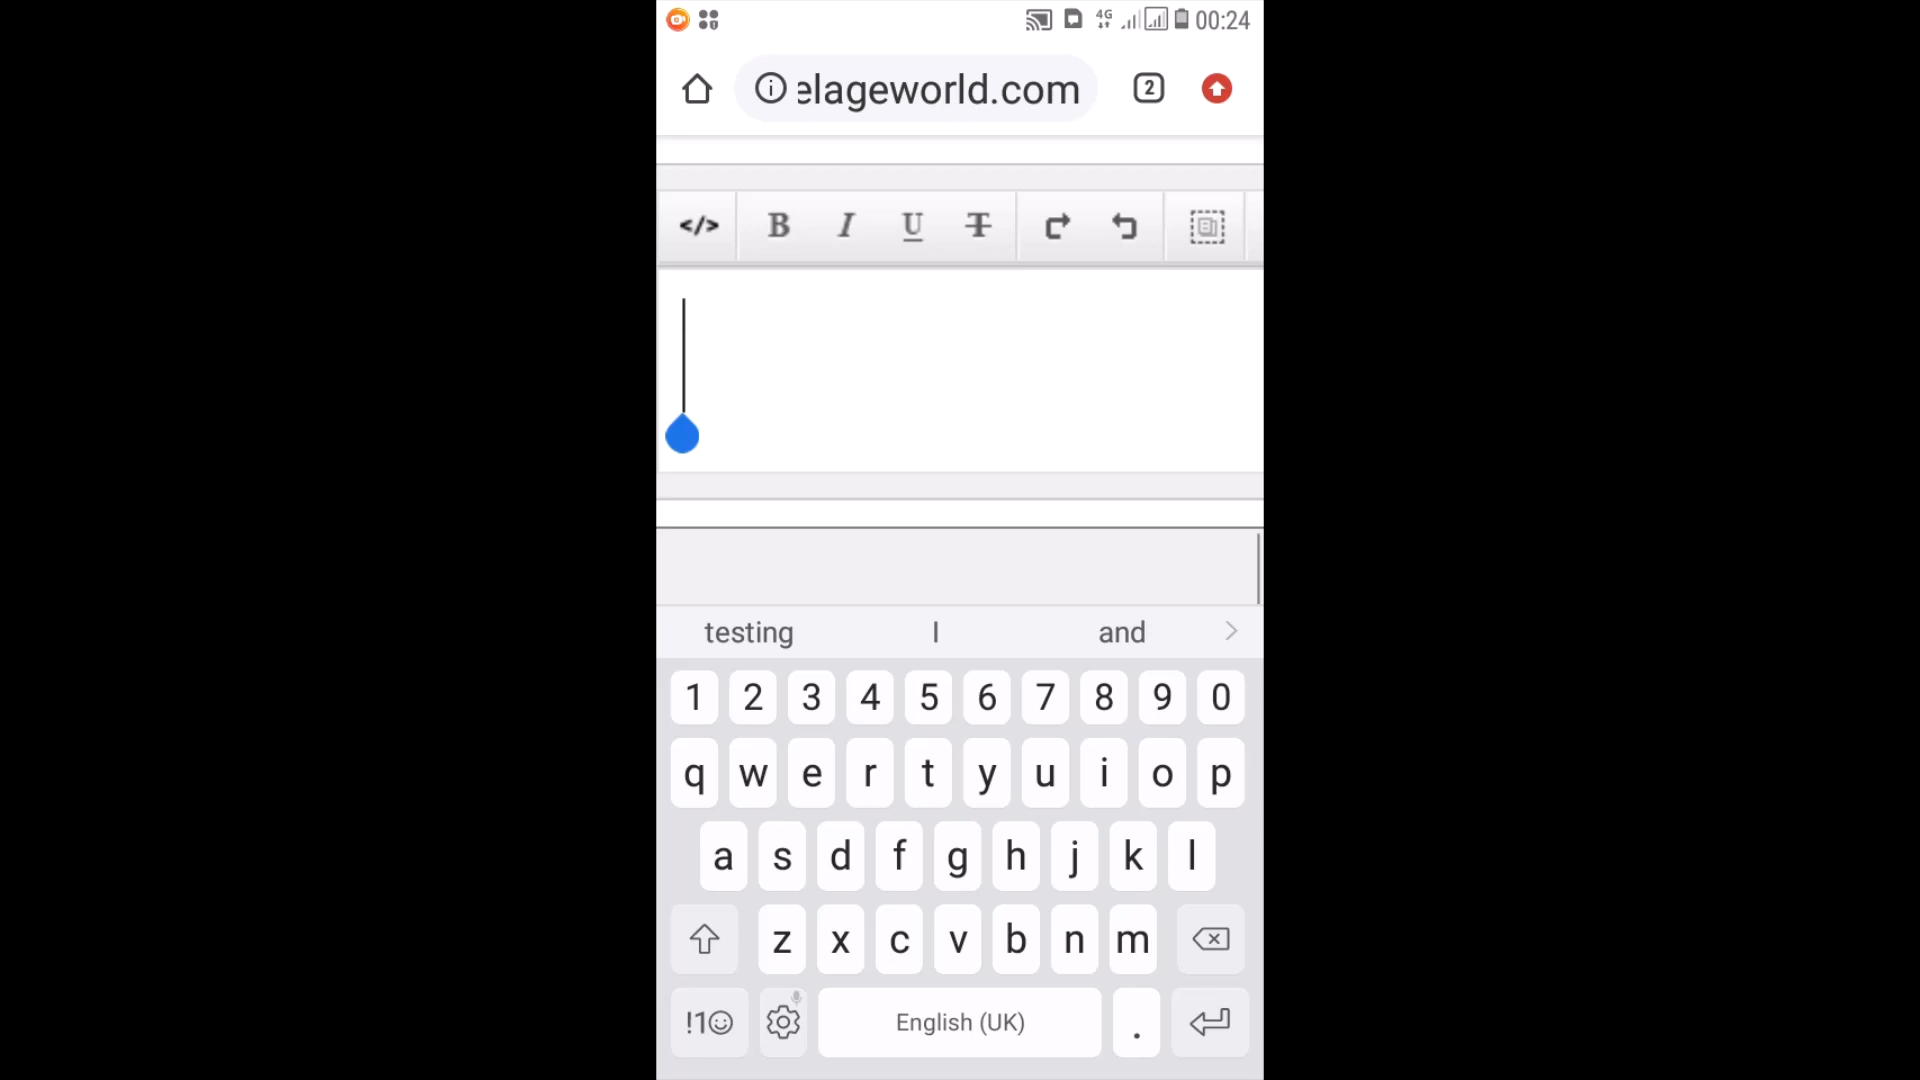 4G 00:24
elageworld.com 2
</> B I U T
testing I and
1 2 3 4 5 6 7 8 9 0
q w e r t y u i o p
a s d f g h j k l
z x c v b n m
!1☺ English (UK) .